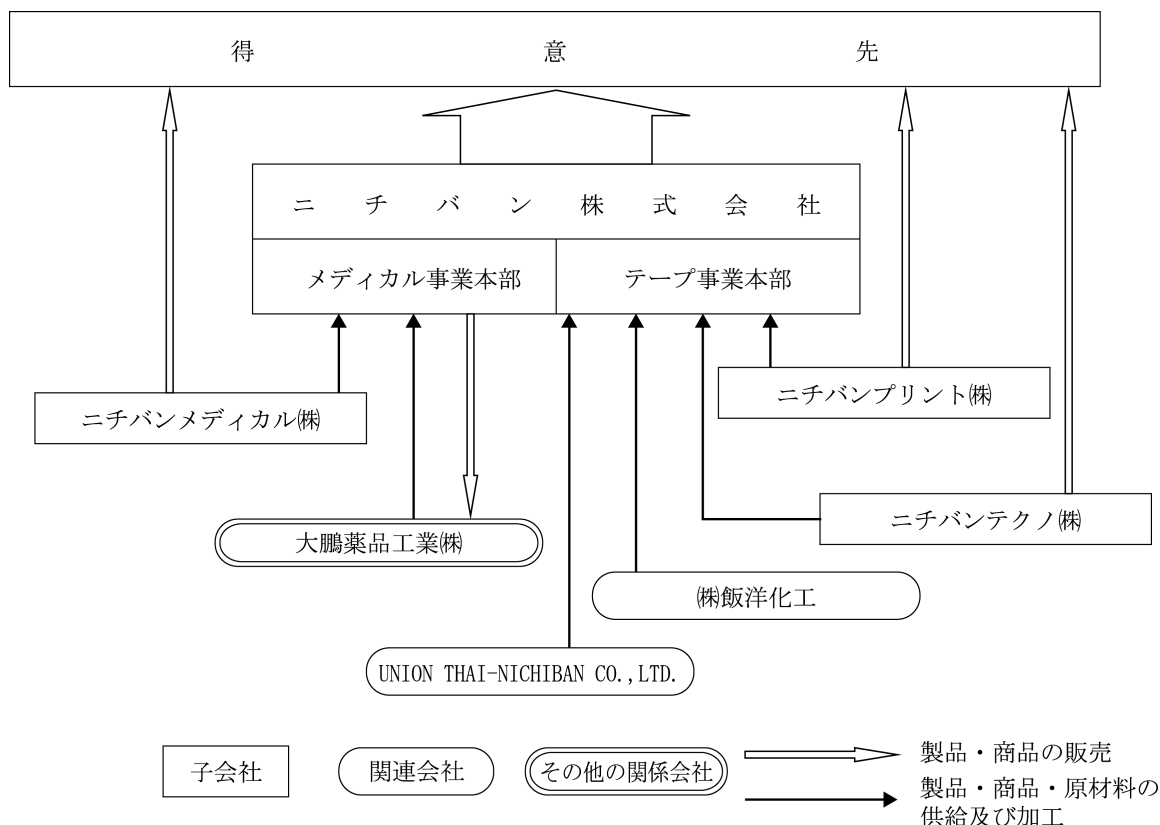 得意先
ニチバン株式会社
メディカル事業本部
テープ事業本部
ニチバンプリント㈱
ニチバンメディカル㈱
ニチバンテクノ㈱
大鵬薬品工業㈱
㈱飯洋化工
UNION THAI-NICHIBAN CO.,LTD.
子会社
関連会社
その他の関係会社
製品・商品の販売
製品・商品・原材料の
供給及び加工